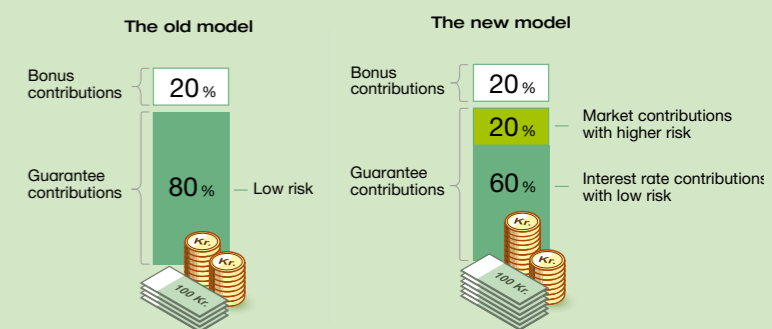 The old model
Bonus
contributions
20 %
Guarantee
contributions
80 %
Low risk
Kr.
Kr.
100 Kr.
The new model
Bonus
contributions
20 %
20 %
Market contributions
with higher risk
Guarantee
contributions
60 %
Interest rate contributions
with low risk
Kr.
Kr.
100 Kr.